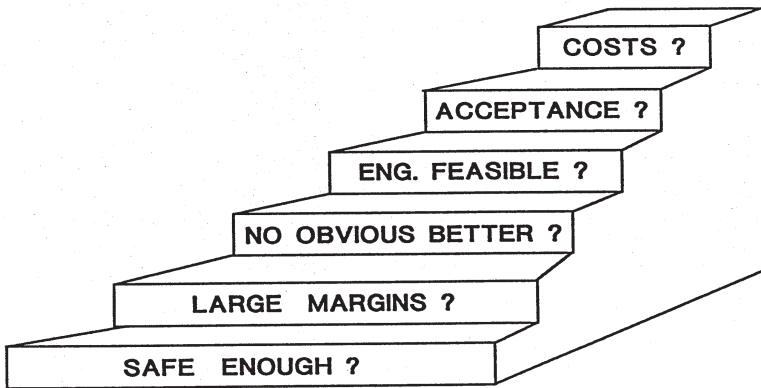 COSTS ?
ACCEPTANCE ?
ENG. FEASIBLE ?
NO OBVIOUS BETTER ?
LARGE MARGINS ?
SAFE ENOUGH ?